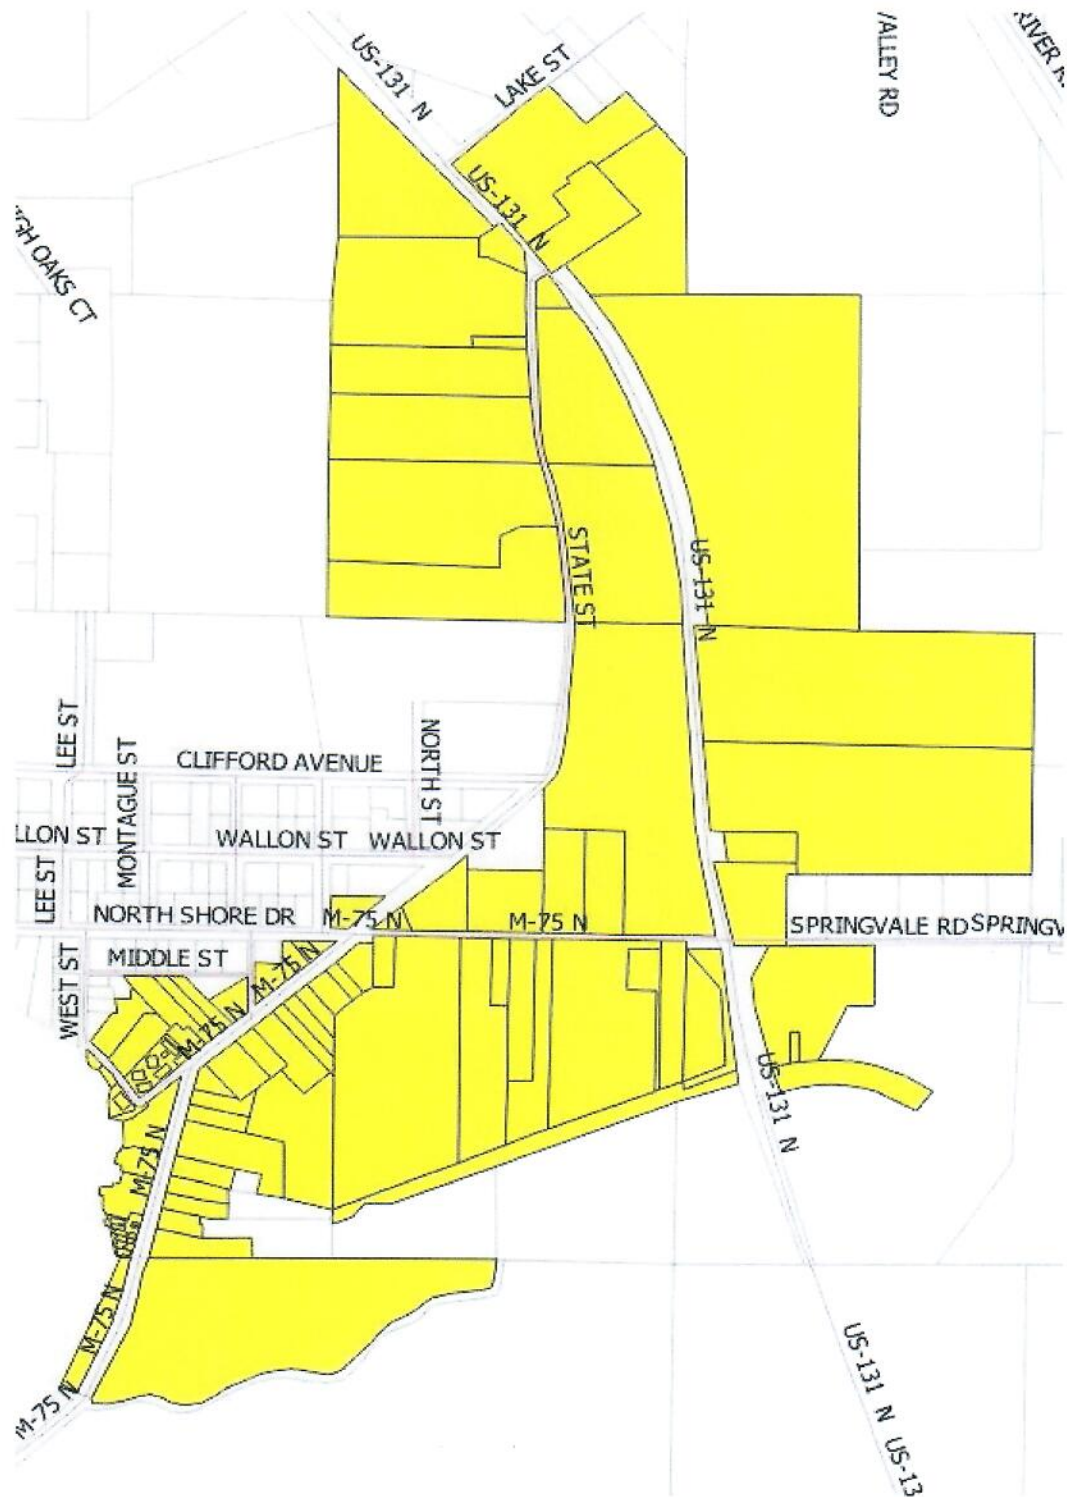 US-131 N
LAKE ST
/ALLEY RD
RIVER R
US-131 N
IGH OAKS CT
STATE ST
US-131 N
LEE ST
MONTAGUE ST
CLIFFORD AVENUE
NORTH ST
LLON ST
WALLON ST
WALLON ST
LEE ST
NORTH SHORE DR
M-75 N
M-75 N
SPRINGVALE RD
SPRINGV
WEST ST
MIDDLE ST
M-75 N
M-75 N
US-131 N
M-75 N
M-75 N
M-75 N
US-131 N
US-13